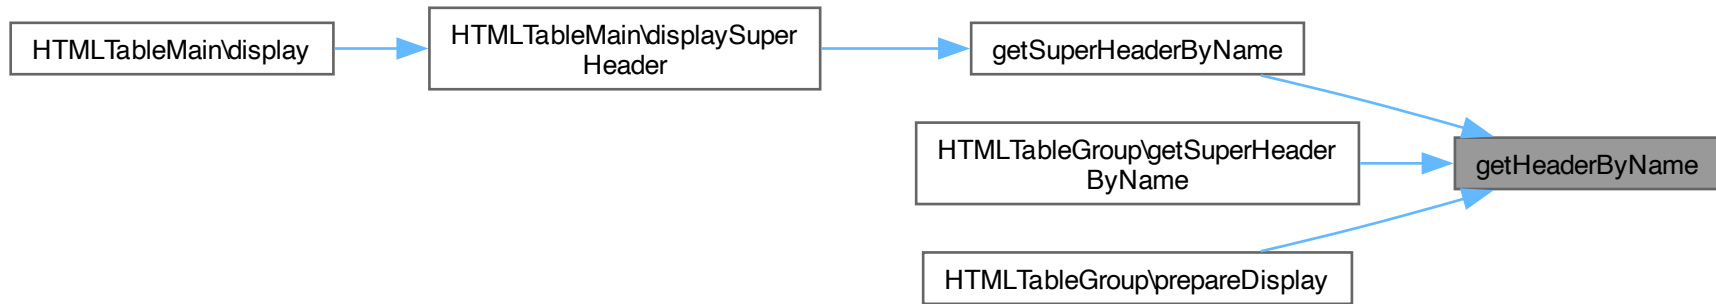 HTMLTableMain\display
HTMLTableMain\displaySuper
Header
getSuperHeaderByName
HTMLTableGroup\getSuperHeader
ByName
getHeaderByName
HTMLTableGroup\prepareDisplay